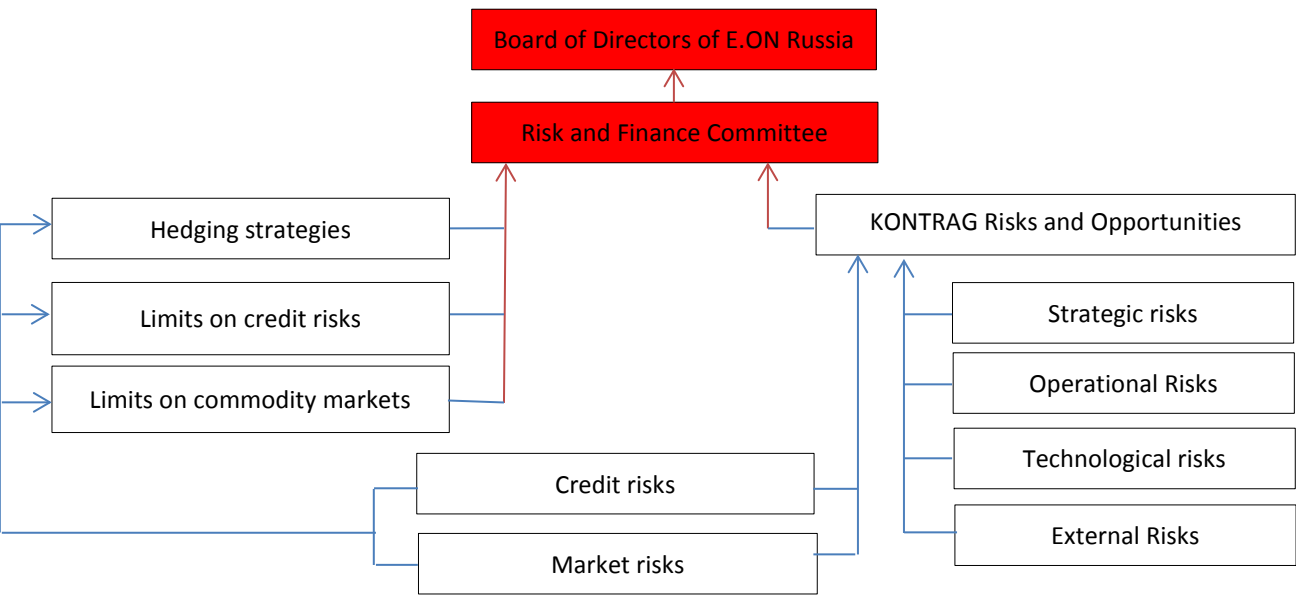 Board of Directors of E.ON Russia
Risk and Finance Committee
Hedging strategies
KONTRAG Risks and Opportunities
Limits on credit risks
Strategic risks
Limits on commodity markets
Operational Risks
Technological risks
Credit risks
External Risks
Market risks